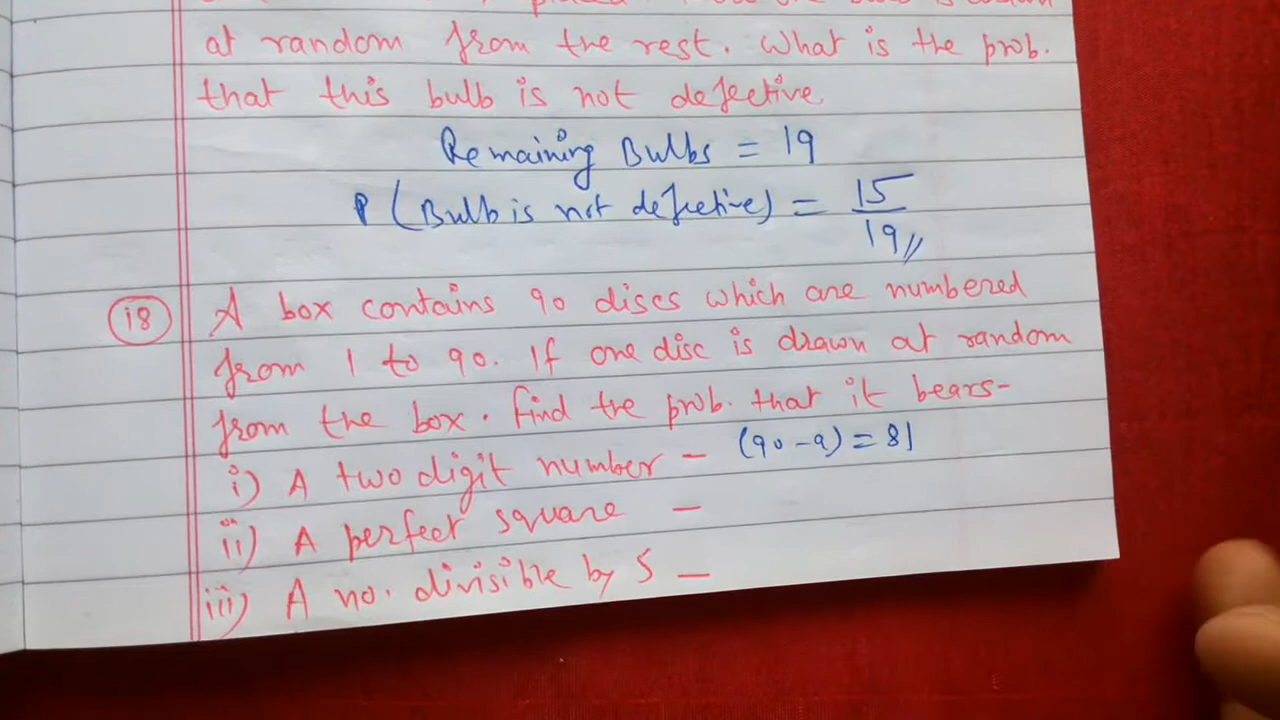 at random from the rest. What is the prob.
that this bulb is not defective.
Remaining Bulbs = 19
P (Bulb is not defective) = 15/19//
18 A box contains 90 discs which are numbered
from 1 to 90. If one disc is drawn at random
from the box. find the prob. that it bears-
i) A two digit number - (90-9) = 81
ii) A perfect square -
iii) A no. divisible by 5 -